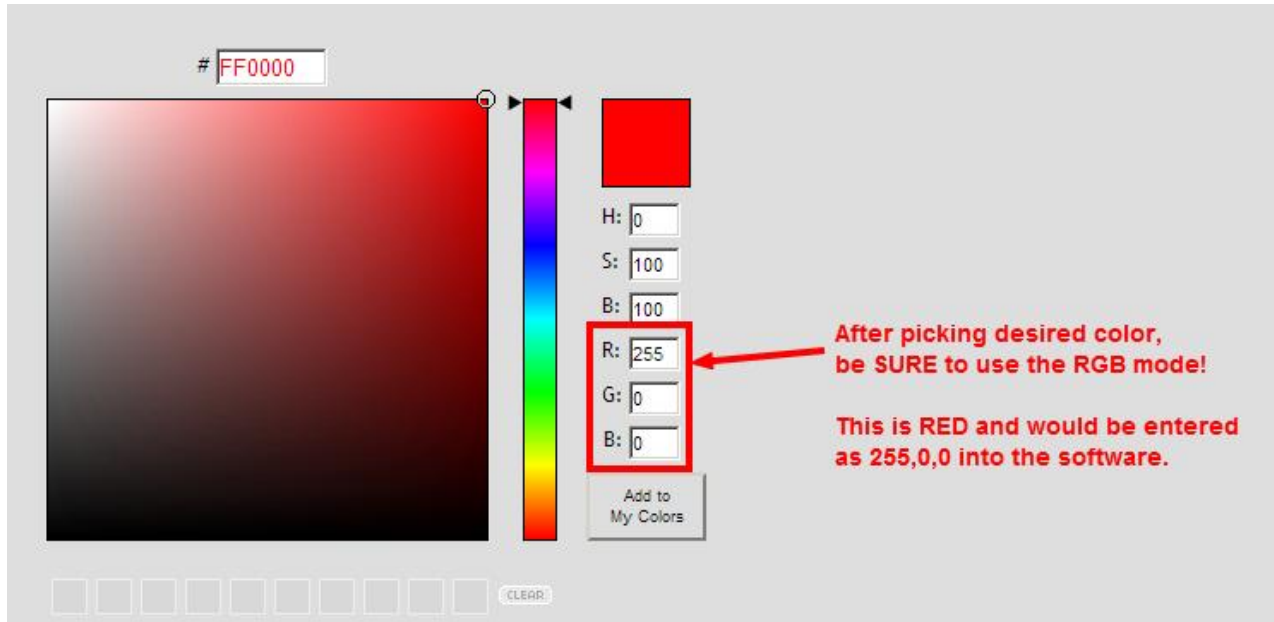 # FF0000
H: 0
S: 100
B: 100
R: 255
G: 0
B: 0
After picking desired color,
be SURE to use the RGB mode!
This is RED and would be entered
as 255,0,0 into the software.
Add to
My Colors
CLEAR